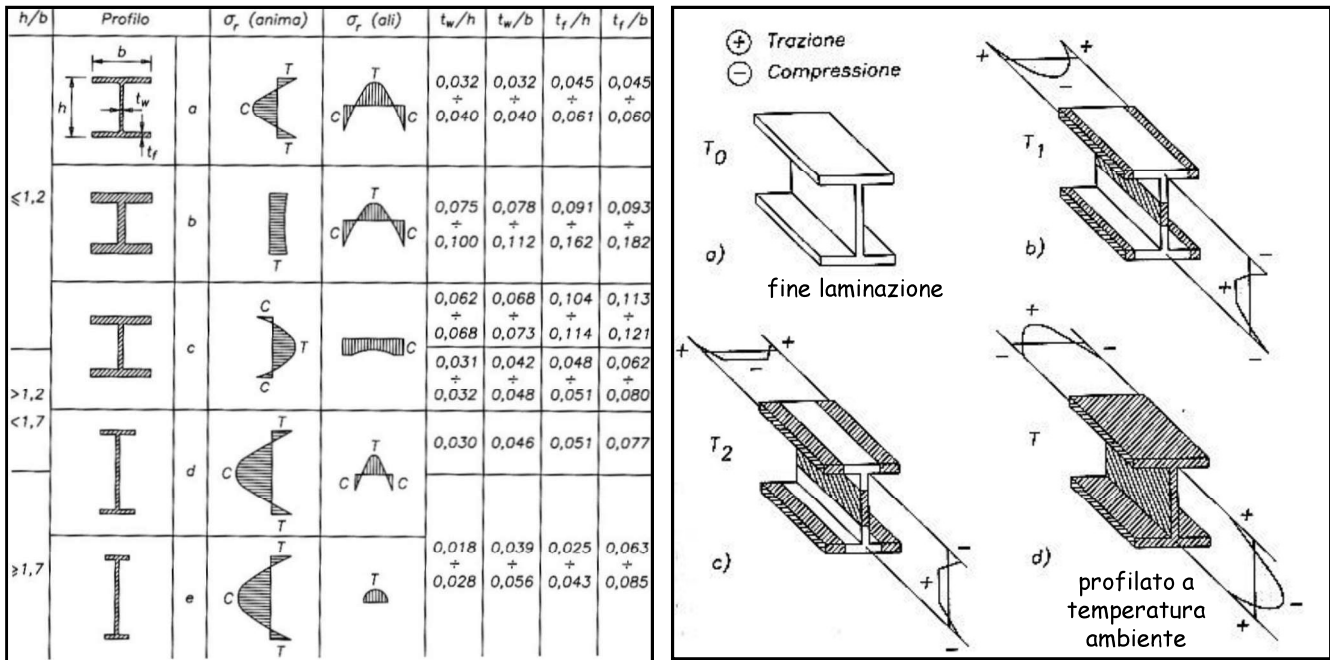 h/b Profilo σr (anima) σr (ali) tw/h tw/b tf/h tf/b
b
h
tw
tf
a
T
C
T
T
C C
0,032 0,032 0,045 0,045
÷ ÷ ÷ ÷
0,040 0,040 0,061 0,060
≤1,2
b
T
T
C C
0,075 0,078 0,091 0,093
÷ ÷ ÷ ÷
0,100 0,112 0,162 0,182
c
C
T
C
C
0,062 0,068 0,104 0,113
÷ ÷ ÷ ÷
0,068 0,073 0,114 0,121
>1,2
0,031 0,042 0,048 0,062
÷ ÷ ÷ ÷
0,032 0,048 0,051 0,080
<1,7
d
T
C
T
T
C C
0,030 0,046 0,051 0,077
≥1,7
e
T
C
T
T
0,018 0,039 0,025 0,063
÷ ÷ ÷ ÷
0,028 0,056 0,043 0,085
+ Trazione
− Compressione
T0
a)
fine laminazione
+ +
−
T1
b)
−
+
−
+ +
−
T2
c)
−
+
−
+
− −
T
d)
+
−
+
profilato a
temperatura
ambiente